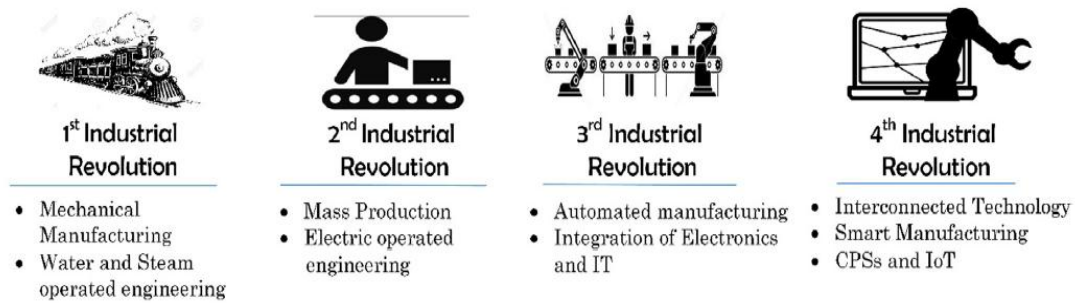 1st Industrial
Revolution
• Mechanical
Manufacturing
• Water and Steam
operated engineering
2nd Industrial
Revolution
• Mass Production
• Electric operated
engineering
3rd Industrial
Revolution
• Automated manufacturing
• Integration of Electronics
and IT
4th Industrial
Revolution
• Interconnected Technology
• Smart Manufacturing
• CPSs and IoT